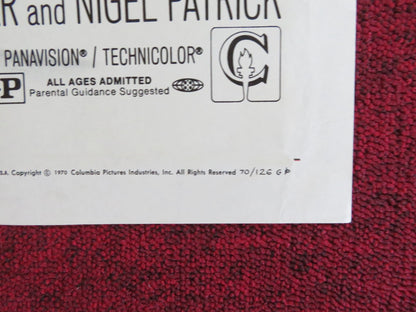 R and NIGEL PATRICK
PANAVISION® / TECHNICOLOR®
P ALL AGES ADMITTED
Parental Guidance Suggested
C
S.A. Copyright © 1970 Columbia Pictures Industries, Inc. All Rights Reserved 70/126 GP